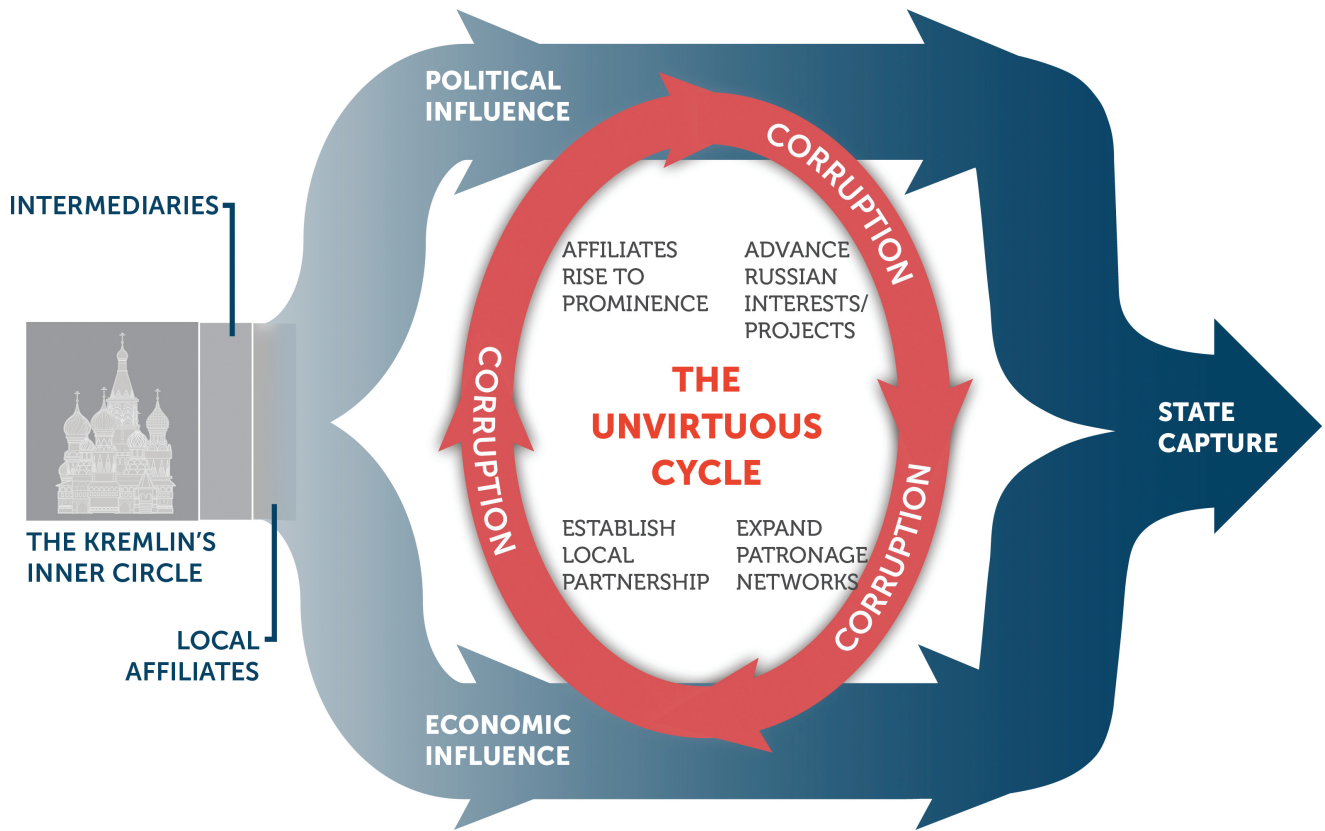 POLITICAL
INFLUENCE
CORRUPTION
INTERMEDIARIES
AFFILIATES
RISE TO
PROMINENCE
ADVANCE
RUSSIAN
INTERESTS/
PROJECTS
CORRUPTION
THE
UNVIRTUOUS
CYCLE
STATE
CAPTURE
ESTABLISH
LOCAL
PARTNERSHIP
EXPAND
PATRONAGE
NETWORKS
CORRUPTION
THE KREMLIN'S
INNER CIRCLE
LOCAL
AFFILIATES
ECONOMIC
INFLUENCE